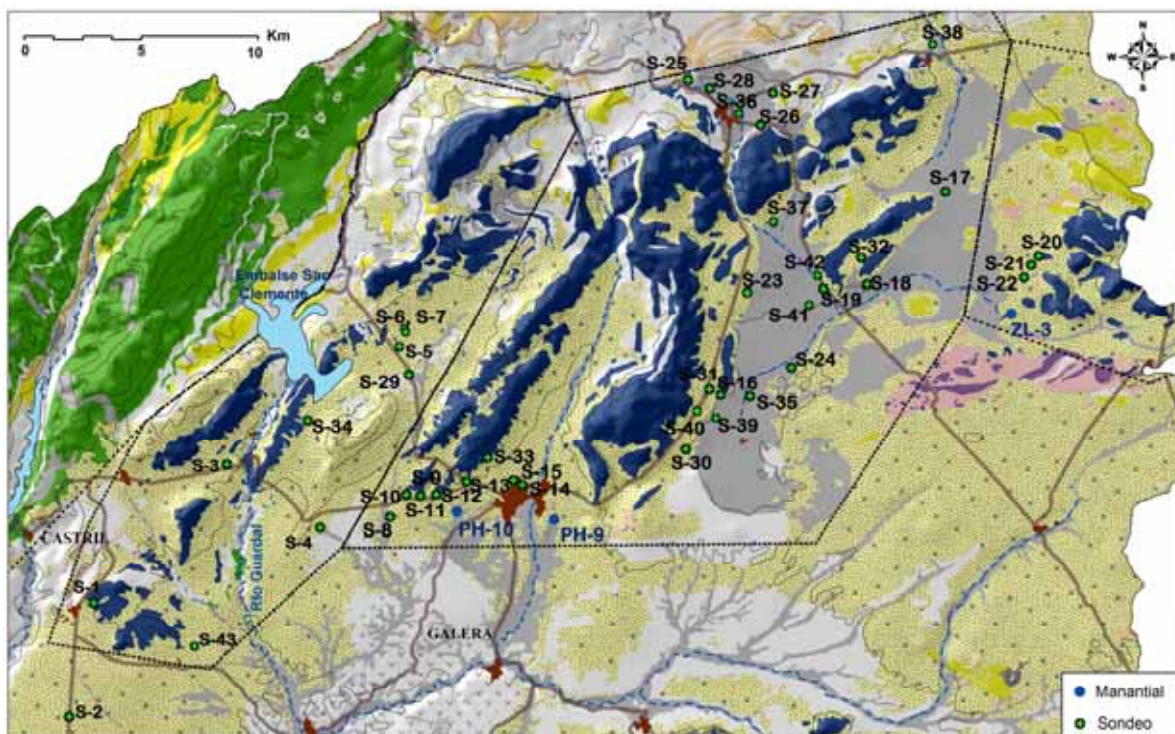 Km
0 5 10
N
W E
S
S-38
S-25
S-28
S-27
S-36
S-26
S-17
S-37
S-32
S-20
S-21
S-22
S-42
S-18
S-19
S-23
S-41
ZL-3
Embalse San
Clemente
S-6
S-7
S-5
S-29
S-24
S-31
S-16
S-35
S-40
S-39
S-34
S-30
S-3
S-33
S-15
S-9
S-13
S-14
S-10
S-12
S-11
S-8
PH-10
PH-9
S-4
CASTRIL
Río Guardal
S-1
S-43
GALERA
S-2
Manantial
Sondeo